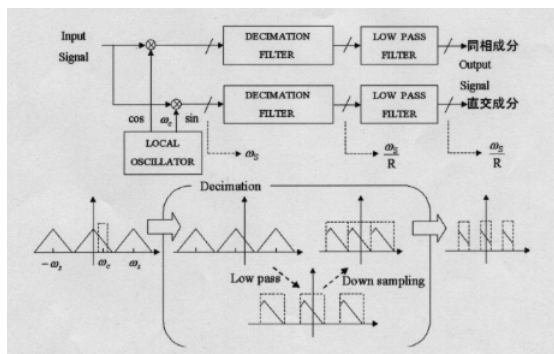 Input
Signal
DECIMATION
FILTER
LOW PASS
FILTER
同相成分
Output
Signal
DECIMATION
FILTER
LOW PASS
FILTER
直交成分
cos ωc sin
LOCAL
OSCILLATOR
ωS
ωS
R
ωS
R
Decimation
-ωs ωc ωs
Low pass
Down sampling